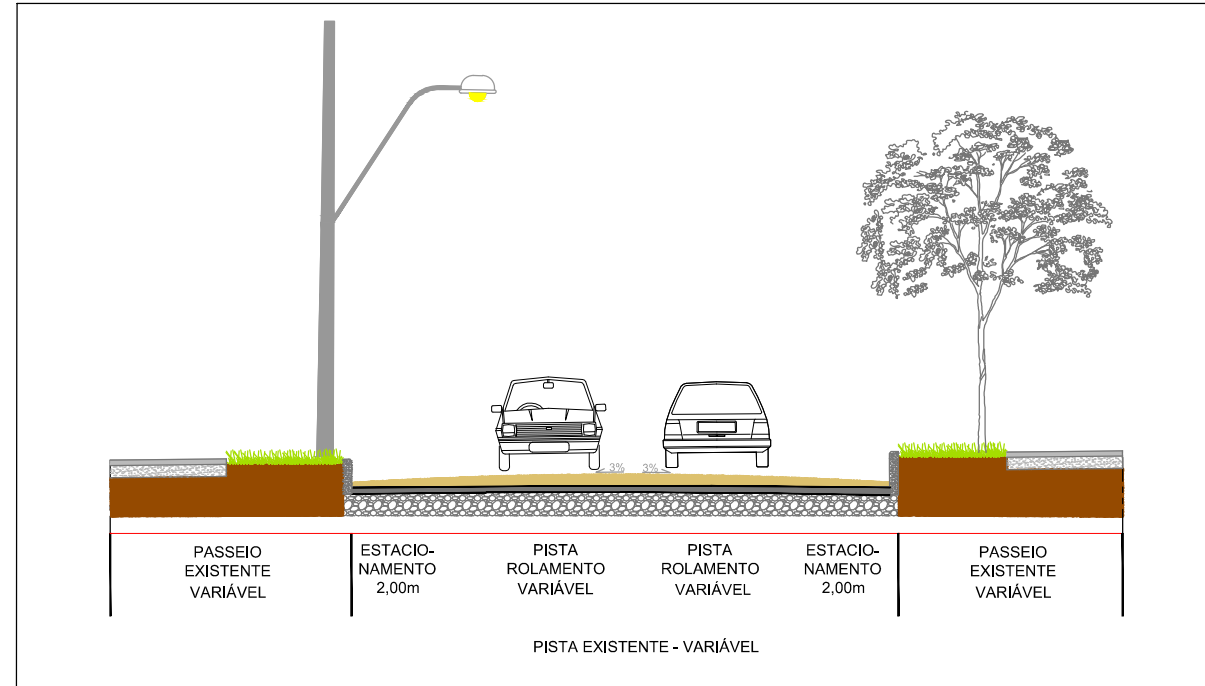 3%
3%
PASSEIO
EXISTENTE
VARIÁVEL
ESTACIO-
NAMENTO
2,00m
PISTA
ROLAMENTO
VARIÁVEL
PISTA
ROLAMENTO
VARIÁVEL
ESTACIO-
NAMENTO
2,00m
PASSEIO
EXISTENTE
VARIÁVEL
PISTA EXISTENTE - VARIÁVEL